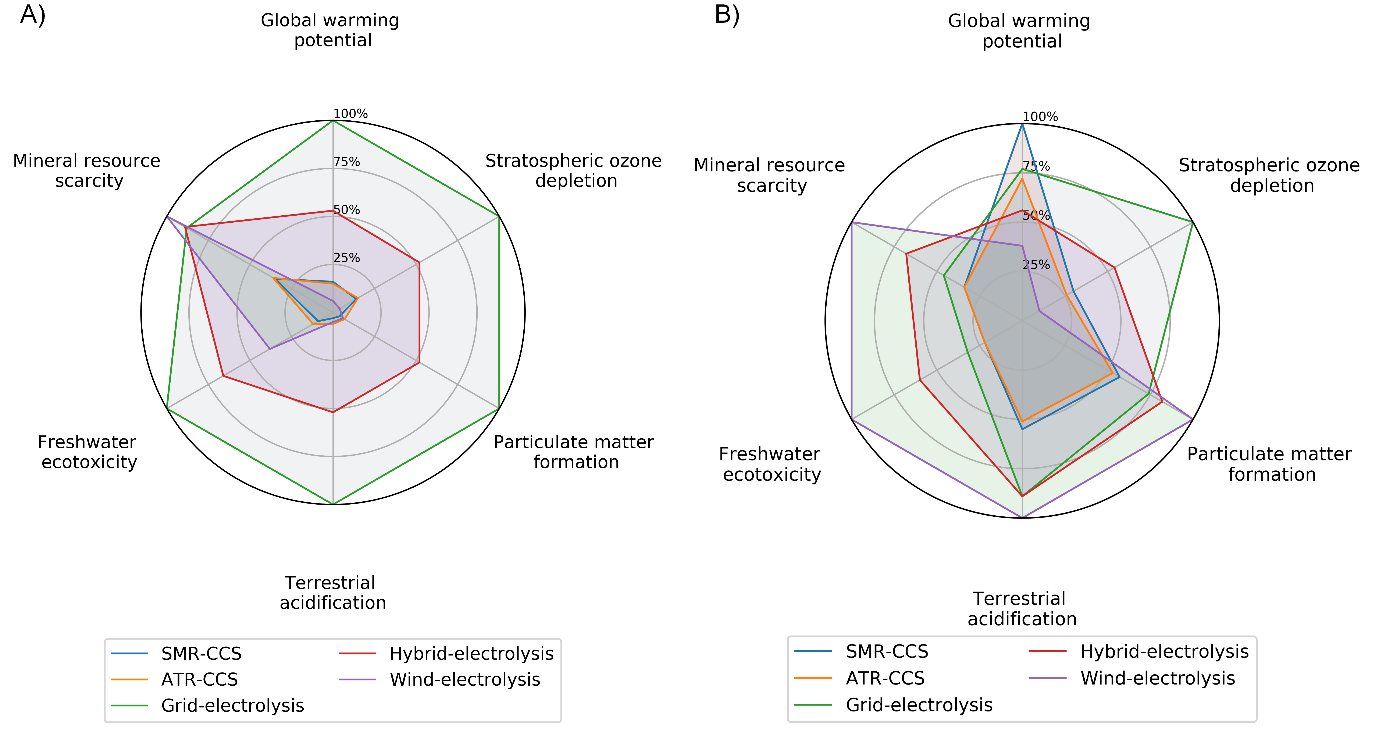 A)
Global warming
potential
100%
75%
50%
25%
Mineral resource
scarcity
Stratospheric ozone
depletion
Freshwater
ecotoxicity
Particulate matter
formation
Terrestrial
acidification
SMR-CCS
ATR-CCS
Grid-electrolysis
Hybrid-electrolysis
Wind-electrolysis
B)
Global warming
potential
100%
75%
50%
25%
Mineral resource
scarcity
Stratospheric ozone
depletion
Freshwater
ecotoxicity
Particulate matter
formation
Terrestrial
acidification
SMR-CCS
ATR-CCS
Grid-electrolysis
Hybrid-electrolysis
Wind-electrolysis